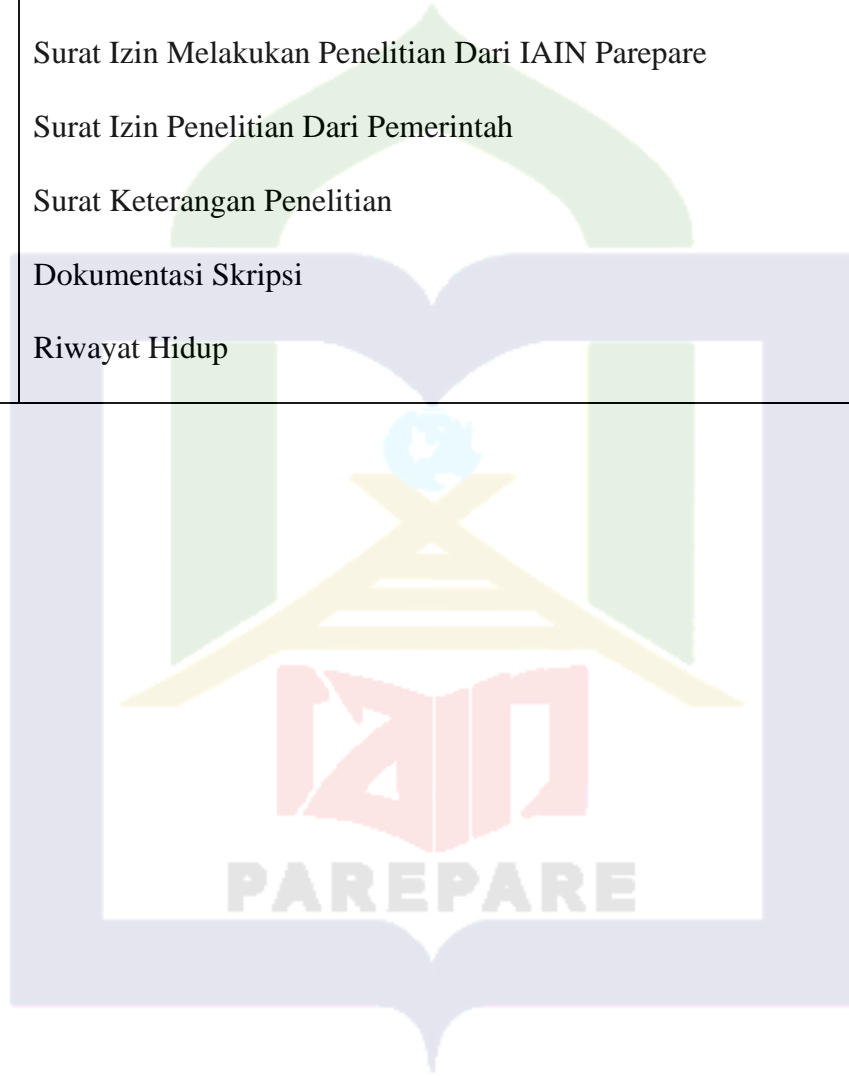 Surat Izin Melakukan Penelitian Dari IAIN Parepare
Surat Izin Penelitian Dari Pemerintah
Surat Keterangan Penelitian
Dokumentasi Skripsi
Riwayat Hidup
iain
PAREPARE